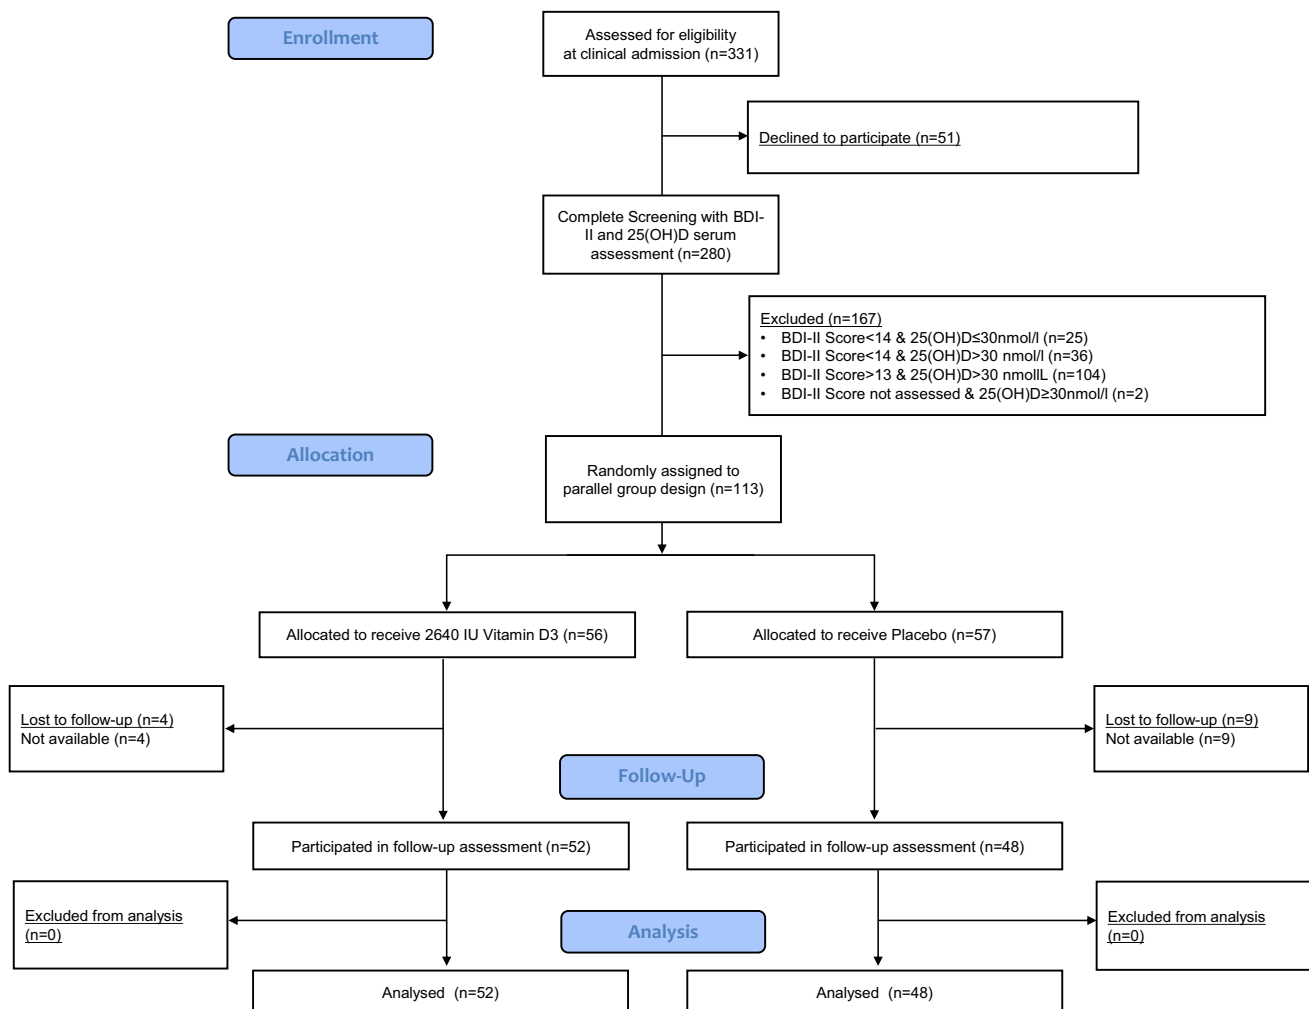 Enrollment
Assessed for eligibility
at clinical admission (n=331)
Declined to participate (n=51)
Complete Screening with BDI-
II and 25(OH)D serum
assessment (n=280)
Excluded (n=167)
• BDI-II Score<14 & 25(OH)D≤30nmol/l (n=25)
• BDI-II Score<14 & 25(OH)D>30 nmol/l (n=36)
• BDI-II Score>13 & 25(OH)D>30 nmollL (n=104)
• BDI-II Score not assessed & 25(OH)D≥30nmol/l (n=2)
Allocation
Randomly assigned to
parallel group design (n=113)
Allocated to receive 2640 IU Vitamin D3 (n=56)
Allocated to receive Placebo (n=57)
Lost to follow-up (n=4)
Not available (n=4)
Lost to follow-up (n=9)
Not available (n=9)
Follow-Up
Participated in follow-up assessment (n=52)
Participated in follow-up assessment (n=48)
Excluded from analysis
(n=0)
Excluded from analysis
(n=0)
Analysis
Analysed (n=52)
Analysed (n=48)